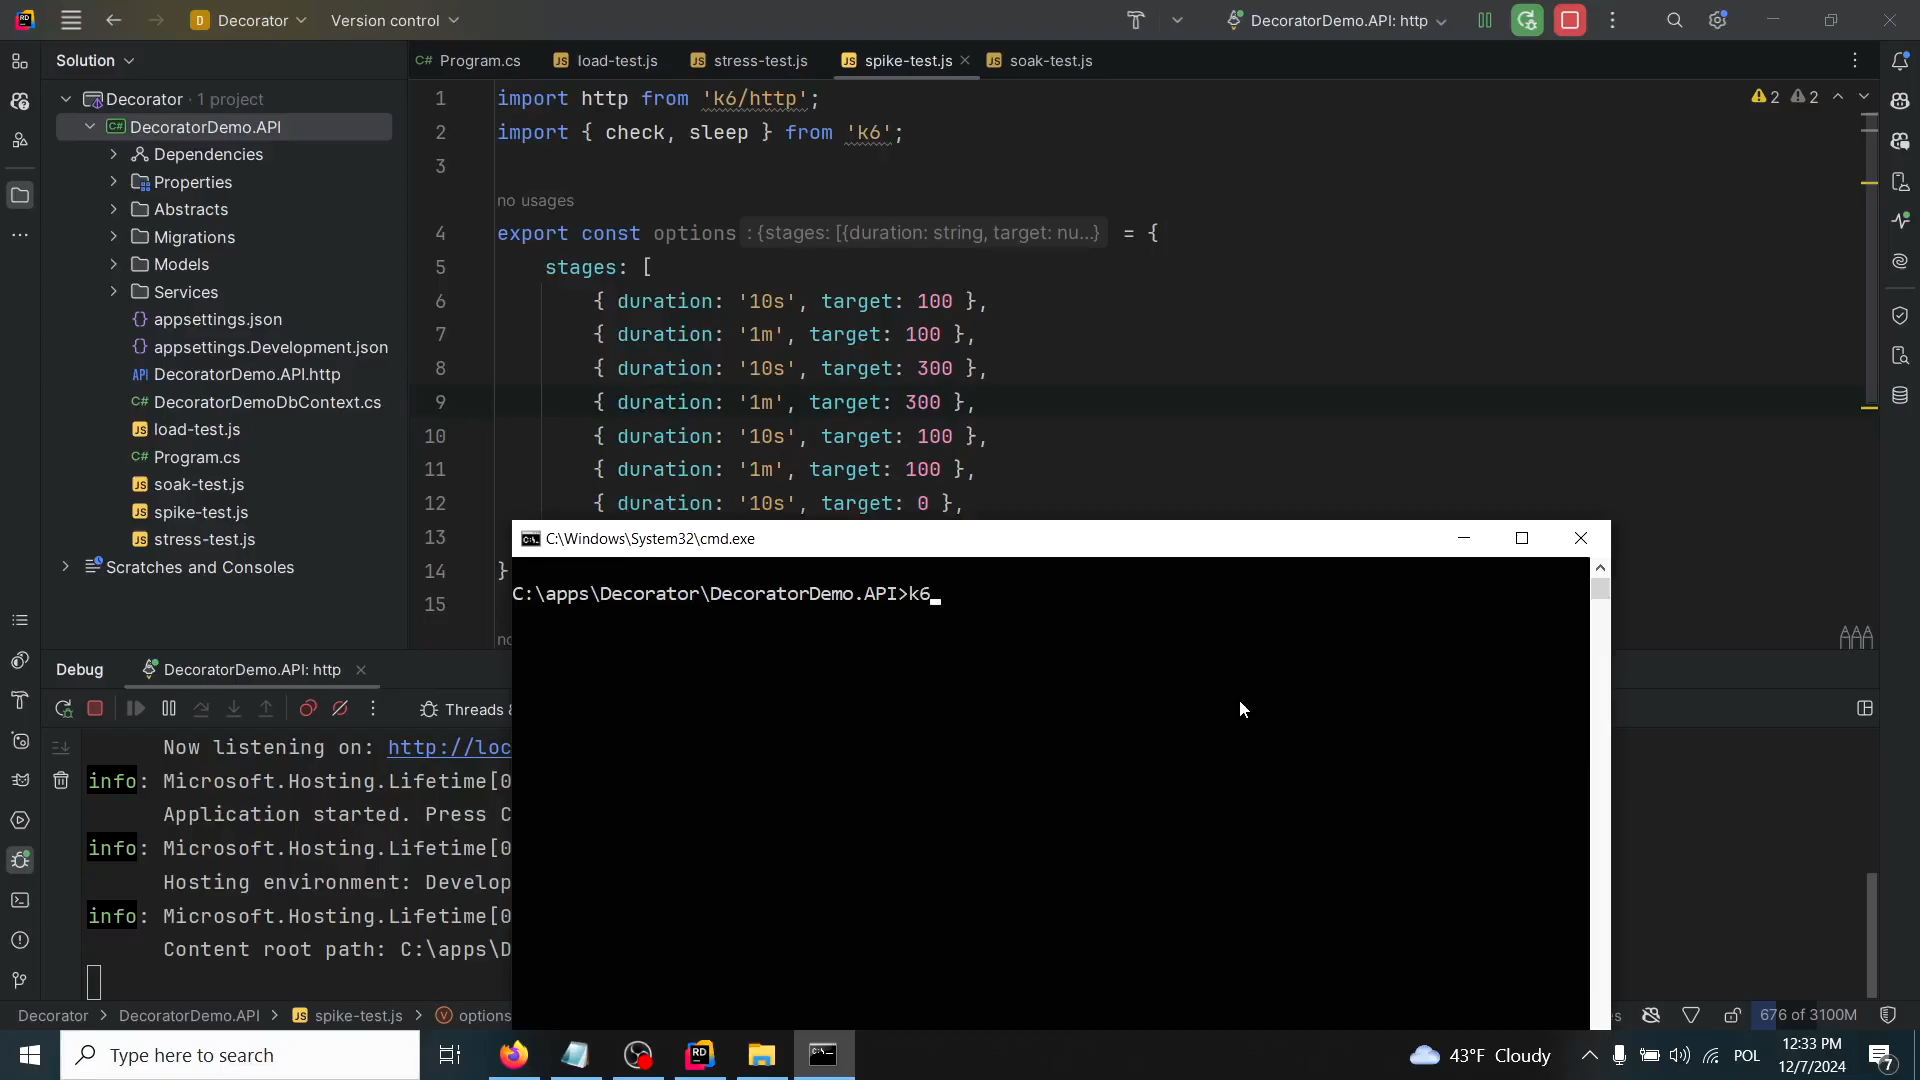 Decorator
Version control
DecoratorDemo.API: http
Solution
Program.cs
load-test.js
stress-test.js
spike-test.js
soak-test.js
Decorator · 1 project
DecoratorDemo.API
Dependencies
Properties
Abstracts
Migrations
Models
Services
appsettings.json
appsettings.Development.json
DecoratorDemo.API.http
DecoratorDemoDbContext.cs
load-test.js
Program.cs
soak-test.js
spike-test.js
stress-test.js
Scratches and Consoles
1 import http from 'k6/http';
2 import { check, sleep } from 'k6';
3
no usages
4 export const options : {stages: [{duration: string, target: nu...} = {
5 stages: [
6 { duration: '10s', target: 100 },
7 { duration: '1m', target: 100 },
8 { duration: '10s', target: 300 },
9 { duration: '1m', target: 300 },
10 { duration: '10s', target: 100 },
11 { duration: '1m', target: 100 },
12 { duration: '10s', target: 0 },
13
14 }
15
no
2 2
C:\Windows\System32\cmd.exe
C:\apps\Decorator\DecoratorDemo.API>k6_
Debug
DecoratorDemo.API: http
Threads &
Now listening on: http://loc
info: Microsoft.Hosting.Lifetime[0
Application started. Press C
info: Microsoft.Hosting.Lifetime[0
Hosting environment: Develop
info: Microsoft.Hosting.Lifetime[0
Content root path: C:\apps\D
Decorator > DecoratorDemo.API > spike-test.js > options
es
676 of 3100M
Type here to search
43°F Cloudy
POL
12:33 PM
12/7/2024
7